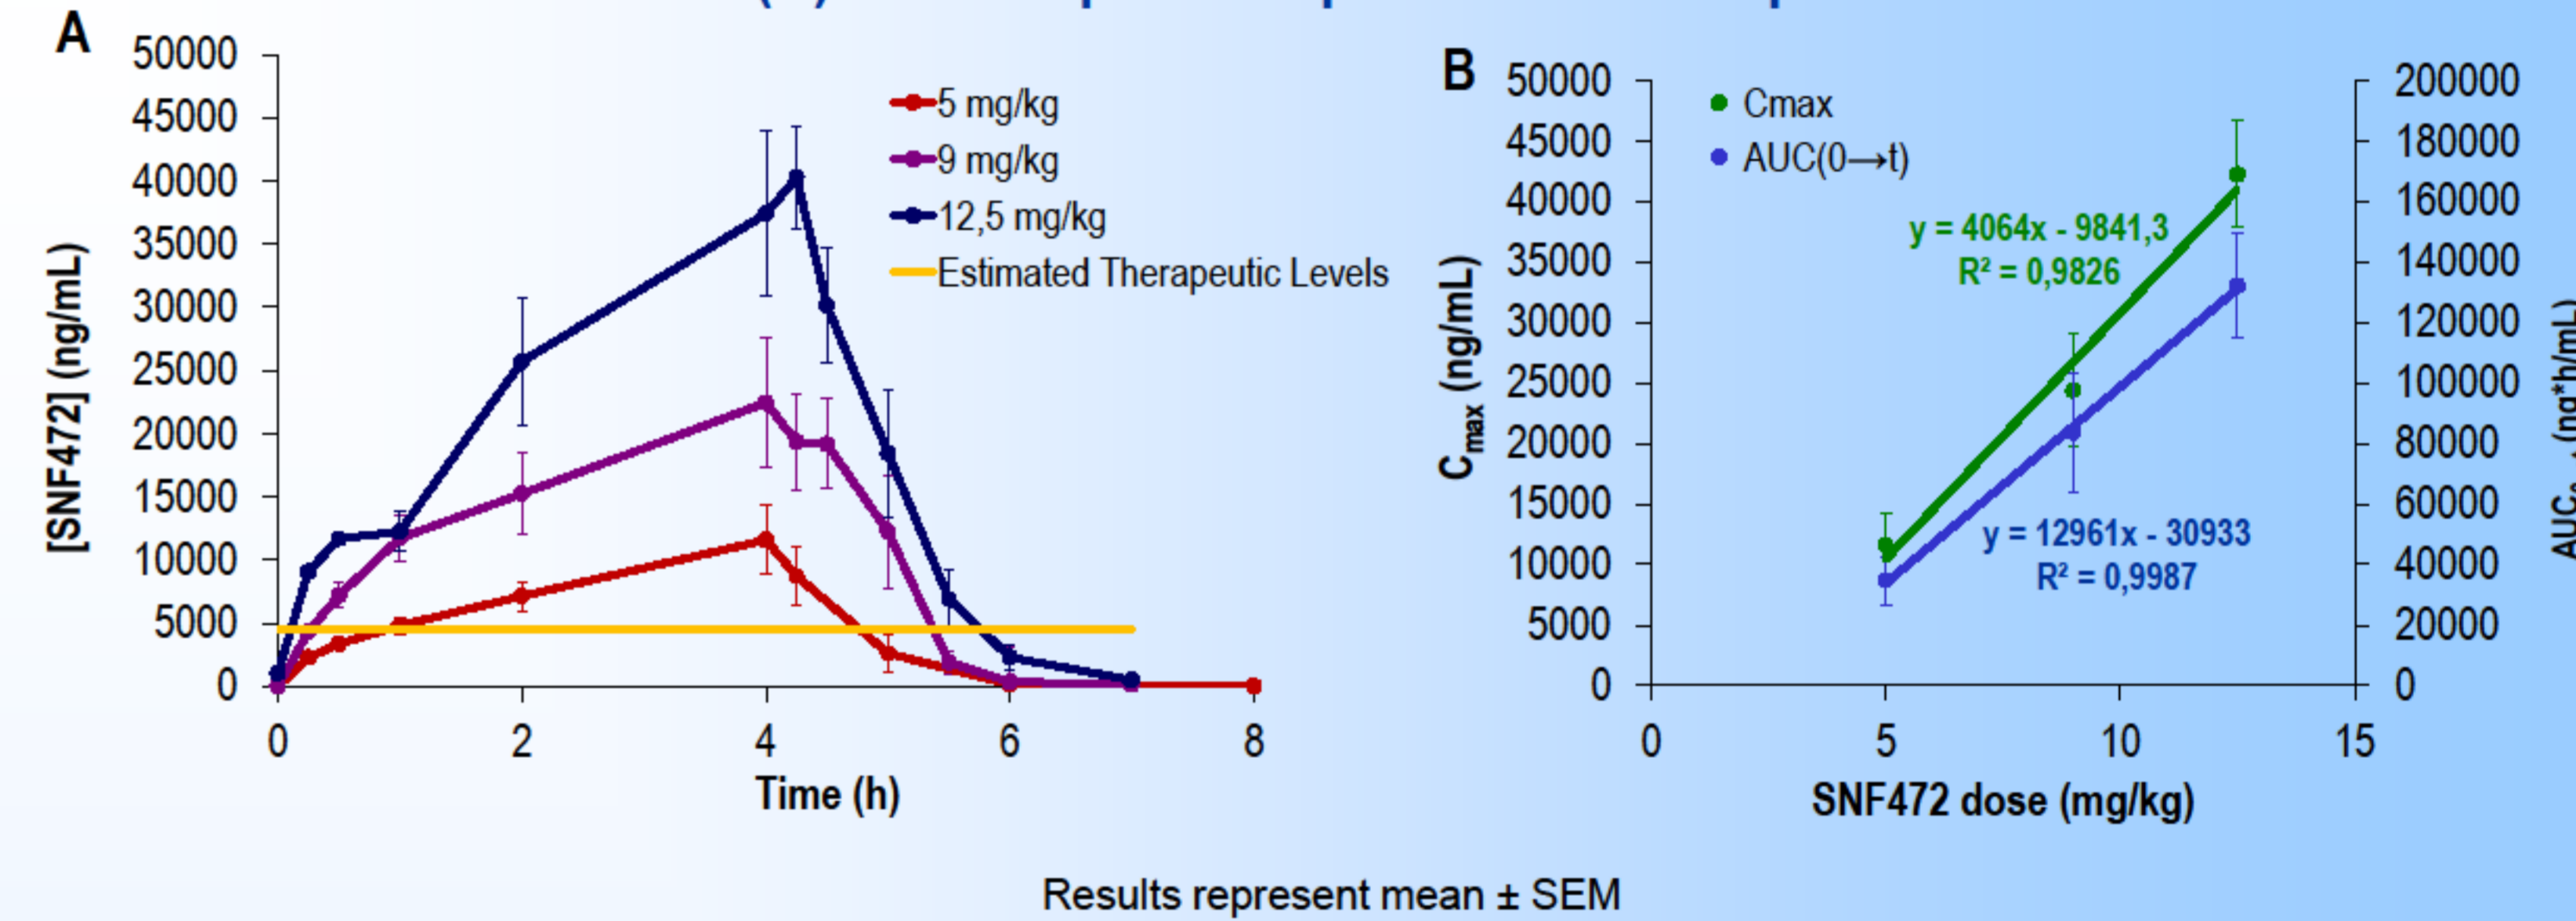 A
50000
45000
40000
35000
30000
25000
20000
15000
10000
5000
0
[SNF472] (ng/mL)
5 mg/kg
9 mg/kg
12,5 mg/kg
Estimated Therapeutic Levels
0 2 4 6 8
Time (h)
B
50000
45000
40000
35000
30000
25000
20000
15000
10000
5000
0
Cmax (ng/mL)
Cmax
AUC(0→t)
y = 4064x - 9841,3
R² = 0,9826
y = 12961x - 30933
R² = 0,9987
200000
180000
160000
140000
120000
100000
80000
60000
40000
20000
0
(ng*h/mL)
0 5 10 15
SNF472 dose (mg/kg)
Results represent mean ± SEM